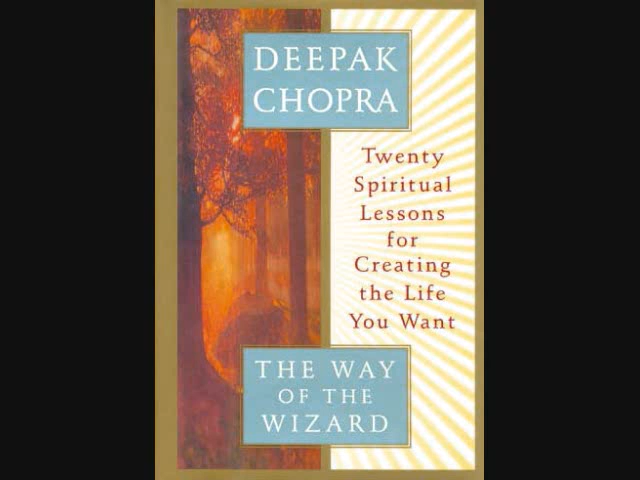 DEEPAK
CHOPRA
Twenty
Spiritual
Lessons
for
Creating
the Life
You Want
THE WAY
OF THE
WIZARD